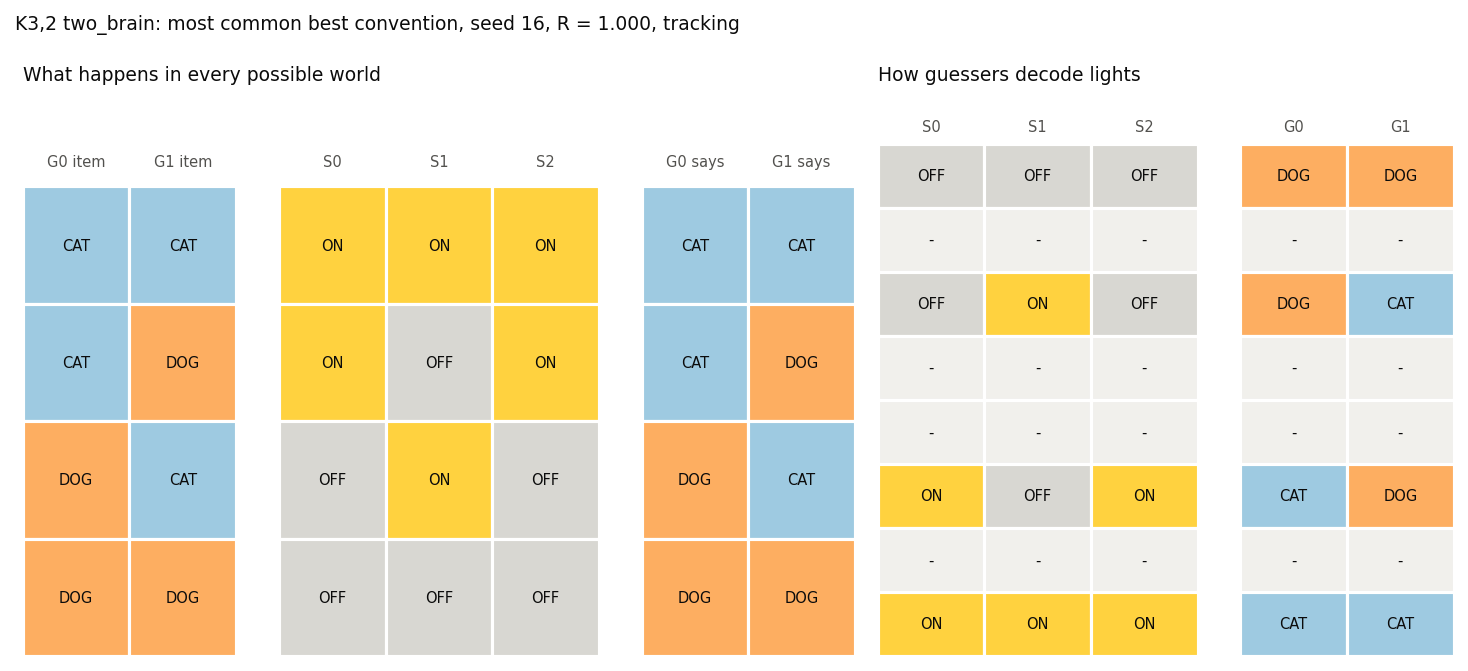 K3,2 two_brain: most common best convention, seed 16, R = 1.000, tracking
What happens in every possible world
G0 item G1 item S0 S1 S2 G0 says G1 says
CAT CAT ON ON ON CAT CAT
CAT DOG ON OFF ON CAT DOG
DOG CAT OFF ON OFF DOG CAT
DOG DOG OFF OFF OFF DOG DOG
How guessers decode lights
S0 S1 S2 G0 G1
OFF OFF OFF DOG DOG
- - - - -
OFF ON OFF DOG CAT
- - - - -
- - - - -
ON OFF ON CAT DOG
- - - - -
ON ON ON CAT CAT